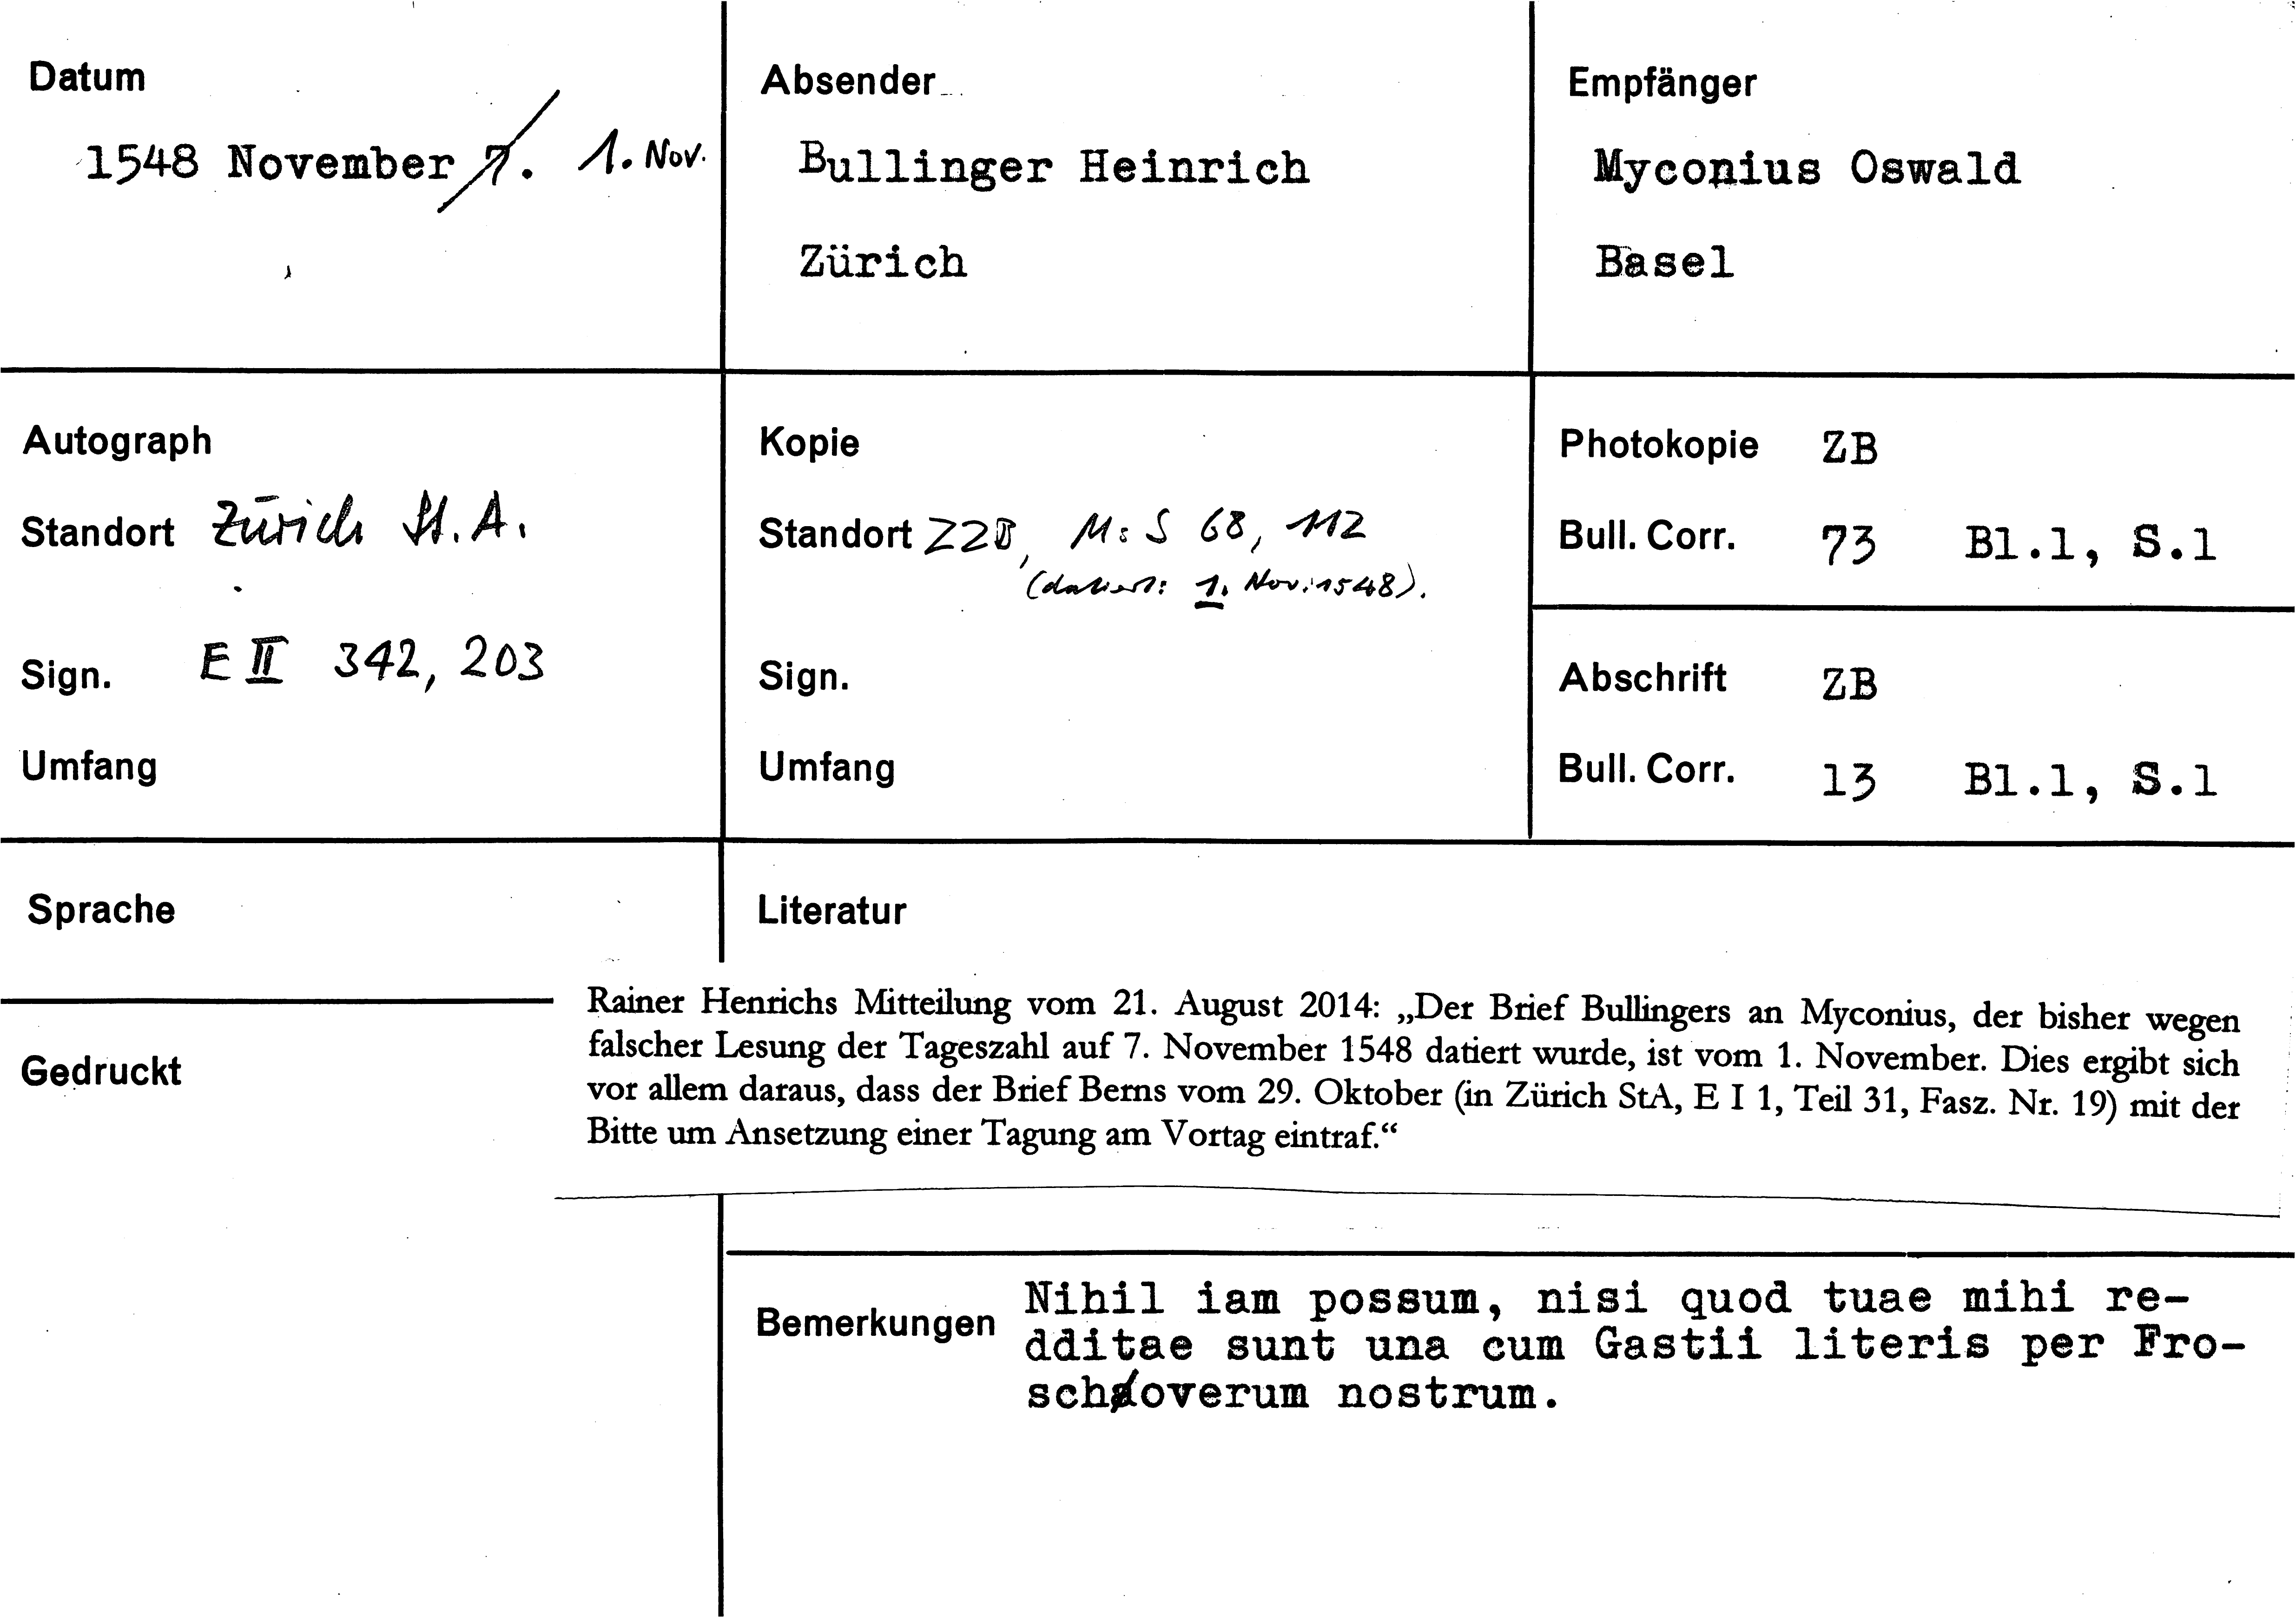 Datum
1548 November 7. 1. Nov.
Absender
Bullinger Heinrich
Zürich
Empfänger
Myconius Oswald
Basel
Autograph
Standort Zürich St.A.
Sign. E II 342, 203
Umfang
Kopie
Standort ZZB, Ms S 68, 112
(datiert: 1. Nov. 1548).
Sign.
Umfang
Photokopie ZB
Bull. Corr. 73 Bl.1, S.1
Abschrift ZB
Bull. Corr. 13 Bl.1, S.1
Sprache
Literatur
Rainer Henrichs Mitteilung vom 21. August 2014: „Der Brief Bullingers an Myconius, der bisher wegen
falscher Lesung der Tageszahl auf 7. November 1548 datiert wurde, ist vom 1. November. Dies ergibt sich
vor allem daraus, dass der Brief Berns vom 29. Oktober (in Zürich StA, E I 1, Teil 31, Fasz. Nr. 19) mit der
Bitte um Ansetzung einer Tagung am Vortag eintraf.“
Gedruckt
Bemerkungen
Nihil iam possum, nisi quod tuae mihi re-
dditae sunt una cum Gastii literis per Fro-
schoverum nostrum.